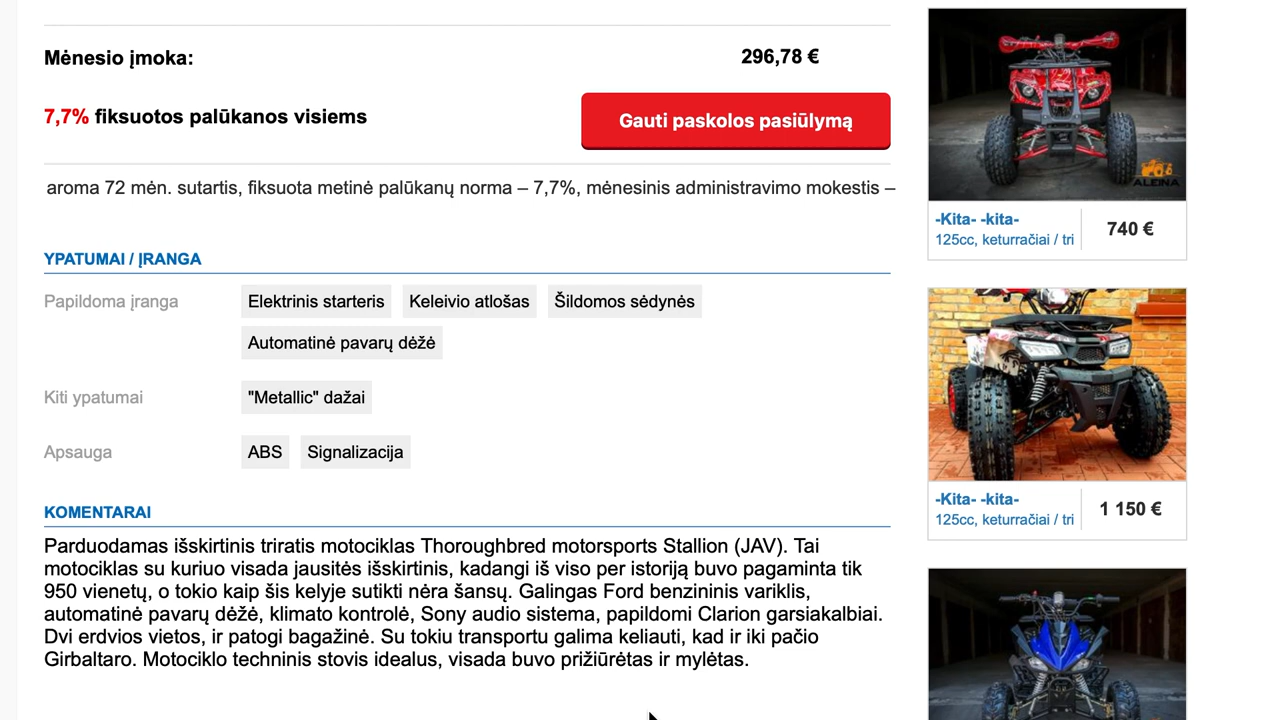 Mėnesio įmoka:
296,78 €
7,7% fiksuotos palūkanos visiems
Gauti paskolos pasiūlymą
aroma 72 mėn. sutartis, fiksuota metinė palūkanų norma – 7,7%, mėnesinis administravimo mokestis –
YPATUMAI / ĮRANGA
Papildoma įranga
Elektrinis starteris
Keleivio atlošas
Šildomos sėdynės
Automatinė pavarų dėžė
Kiti ypatumai
"Metallic" dažai
Apsauga
ABS
Signalizacija
KOMENTARAI
Parduodamas išskirtinis triratis motociklas Thoroughbred motorsports Stallion (JAV). Tai
motociklas su kuriuo visada jausitės išskirtinis, kadangi iš viso per istoriją buvo pagaminta tik
950 vienetų, o tokio kaip šis kelyje sutikti nėra šansų. Galingas Ford benzininis variklis,
automatinė pavarų dėžė, klimato kontrolė, Sony audio sistema, papildomi Clarion garsiakalbiai.
Dvi erdvios vietos, ir patogi bagažinė. Su tokiu transportu galima keliauti, kad ir iki pačio
Girbaltaro. Motociklo techninis stovis idealus, visada buvo prižiūrėtas ir mylėtas.
ALEINA
-Kita- -kita-
125cc, keturračiai / tri
740 €
-Kita- -kita-
125cc, keturračiai / tri
1 150 €